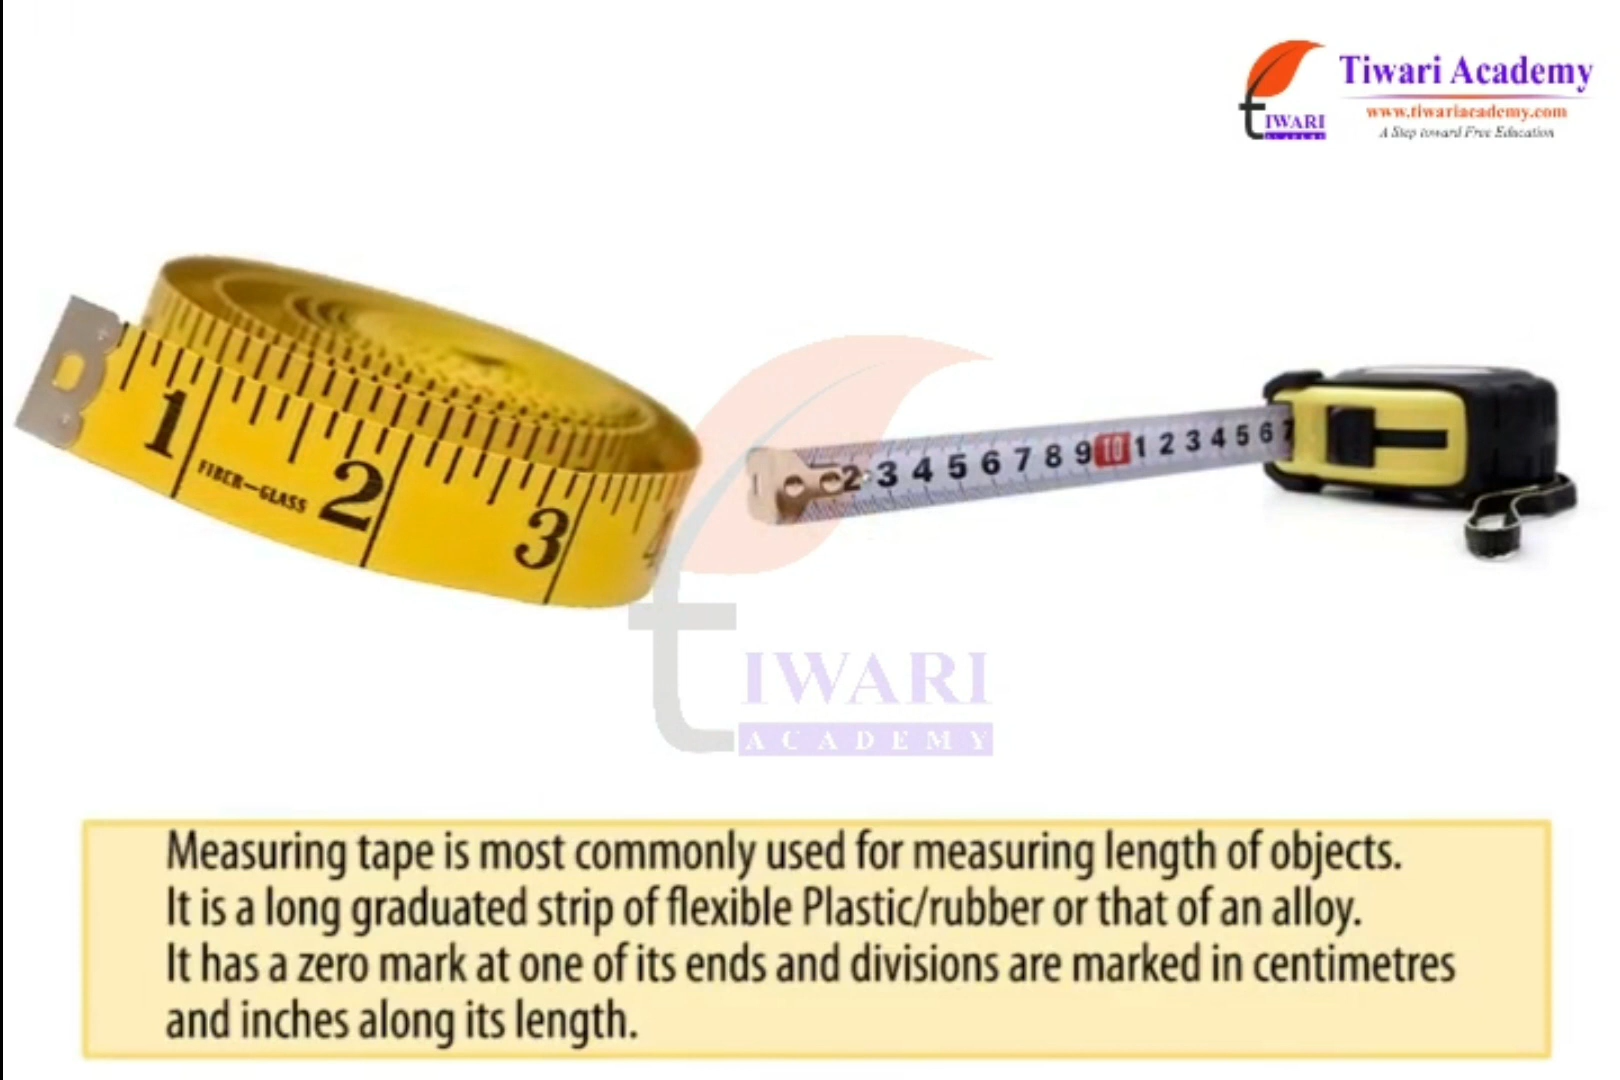 Tiwari Academy
IWARI
ACADEMY
www.tiwariacademy.com
A Step toward Free Education
1 2 3
FIBER-GLASS
2 3 4 5 6 7 8 9 10 1 2 3 4 5 6 7
IWARI
ACADEMY
Measuring tape is most commonly used for measuring length of objects.
It is a long graduated strip of flexible Plastic/rubber or that of an alloy.
It has a zero mark at one of its ends and divisions are marked in centimetres
and inches along its length.